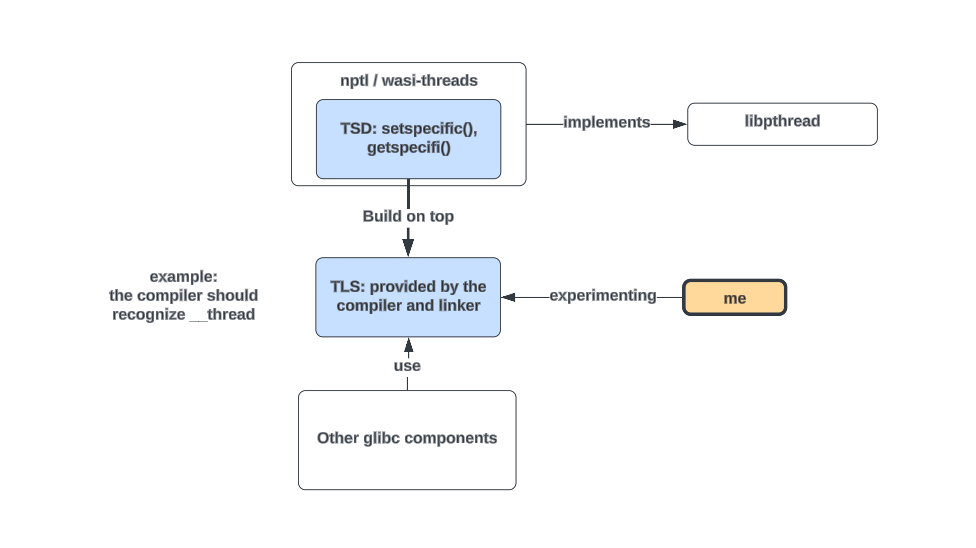 nptl / wasi-threads
TSD: setspecific(),
getspecifi()
implements
libpthread
Build on top
example:
the compiler should
recognize __thread
TLS: provided by the
compiler and linker
experimenting
me
use
Other glibc components